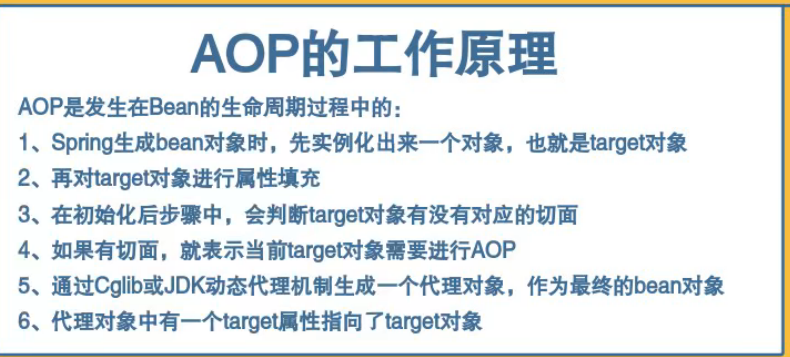 AOP的工作原理
AOP是发生在Bean的生命周期过程中的：
1、Spring生成bean对象时，先实例化出来一个对象，也就是target对象
2、再对target对象进行属性填充
3、在初始化后步骤中，会判断target对象有没有对应的切面
4、如果有切面，就表示当前target对象需要进行AOP
5、通过Cglib或JDK动态代理机制生成一个代理对象，作为最终的bean对象
6、代理对象中有一个target属性指向了target对象